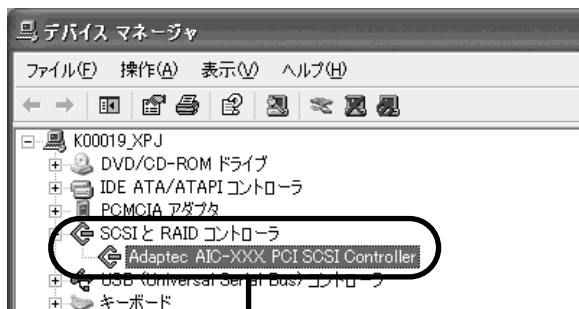 デバイス マネージャ
ファイル(F) 操作(A) 表示(V) ヘルプ(H)
K00019_XPJ
DVD/CD-ROM ドライブ
IDE ATA/ATAPI コントローラ
PCMCIA アダプタ
SCSI と RAID コントローラ
Adaptec AIC-XXX PCI SCSI Controller
USB (Universal Serial Bus) コントローラ
キーボード